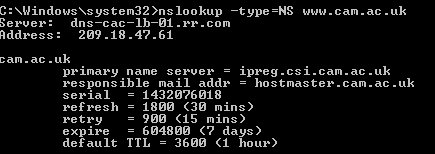 C:\Windows\system32>nslookup -type=NS www.cam.ac.uk
Server:  dns-cac-lb-01.rr.com
Address:  209.18.47.61

cam.ac.uk
        primary name server = ipreg.csi.cam.ac.uk
        responsible mail addr = hostmaster.cam.ac.uk
        serial  = 1432076018
        refresh = 1800 (30 mins)
        retry   = 900 (15 mins)
        expire  = 604800 (7 days)
        default TTL = 3600 (1 hour)